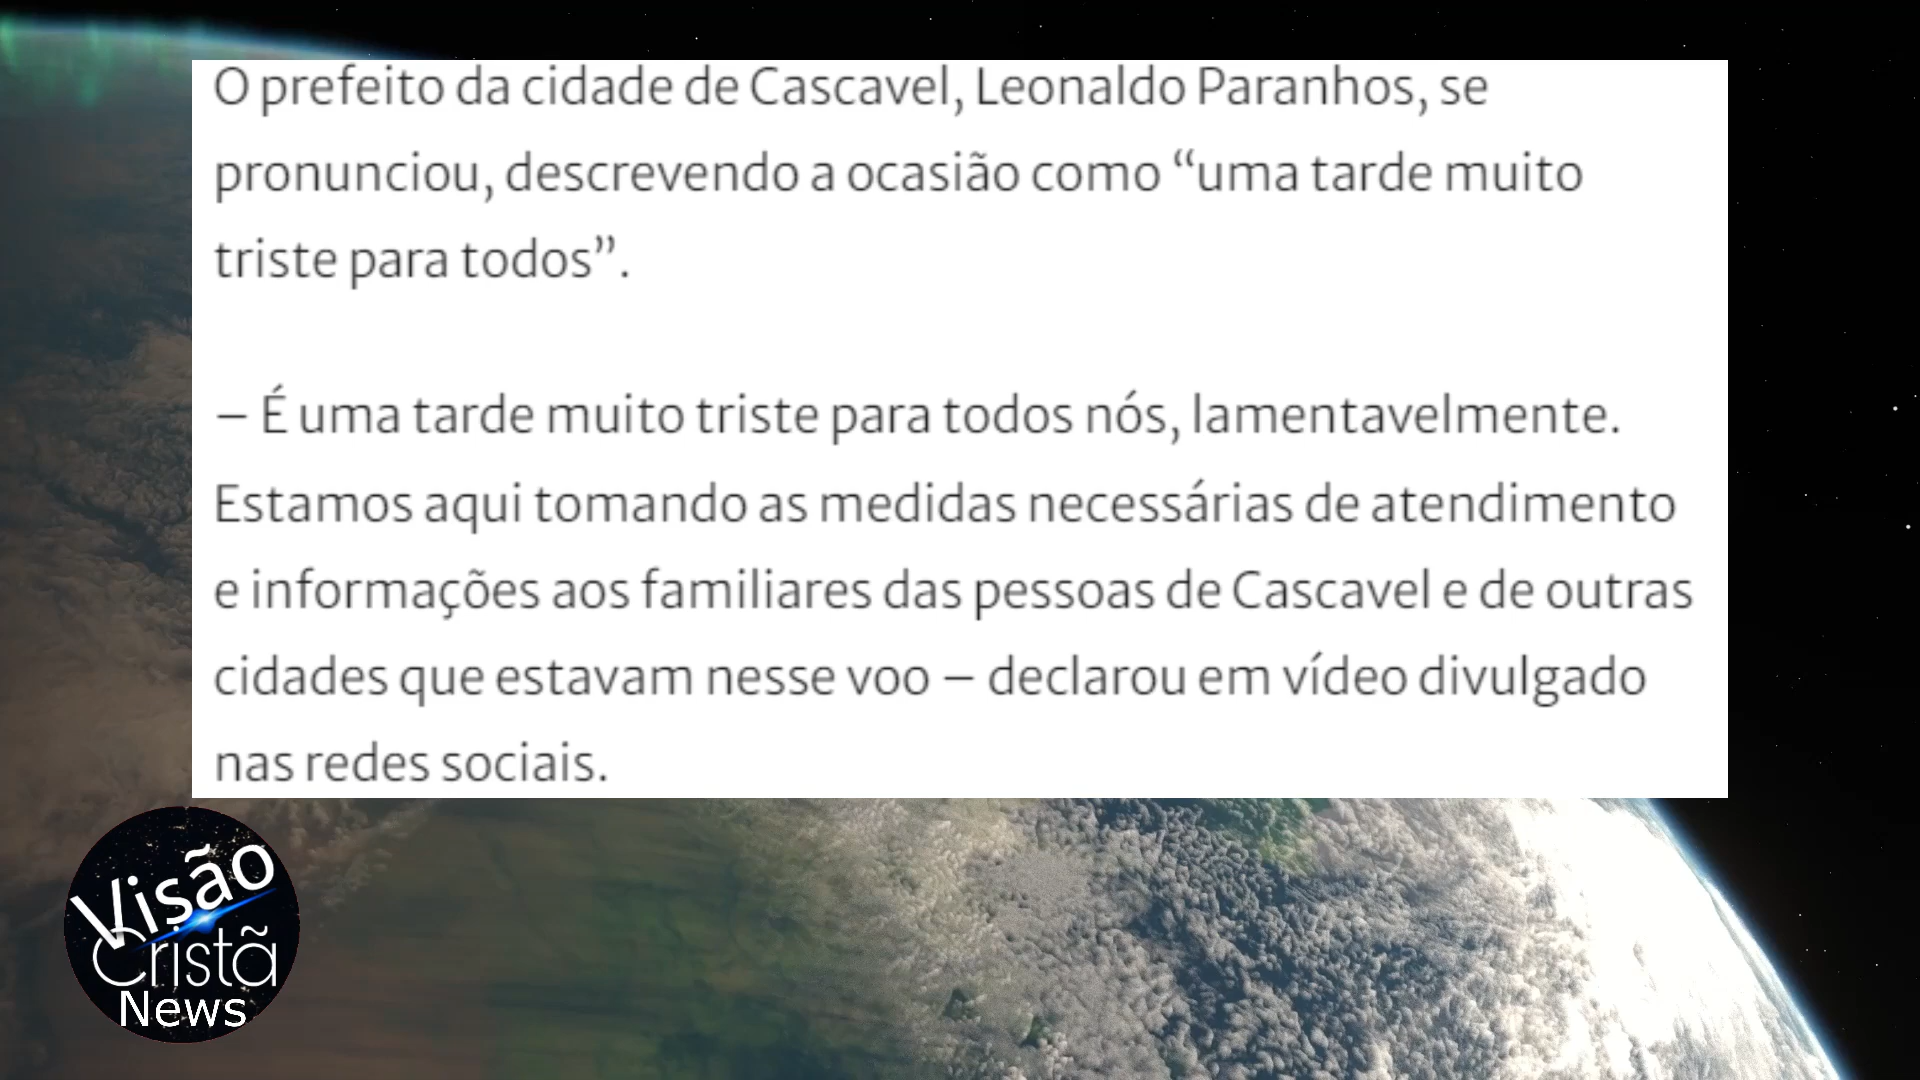 O prefeito da cidade de Cascavel, Leonaldo Paranhos, se
pronunciou, descrevendo a ocasião como “uma tarde muito
triste para todos”.
– É uma tarde muito triste para todos nós, lamentavelmente.
Estamos aqui tomando as medidas necessárias de atendimento
e informações aos familiares das pessoas de Cascavel e de outras
cidades que estavam nesse voo – declarou em vídeo divulgado
nas redes sociais.
Visão
Cristã
News